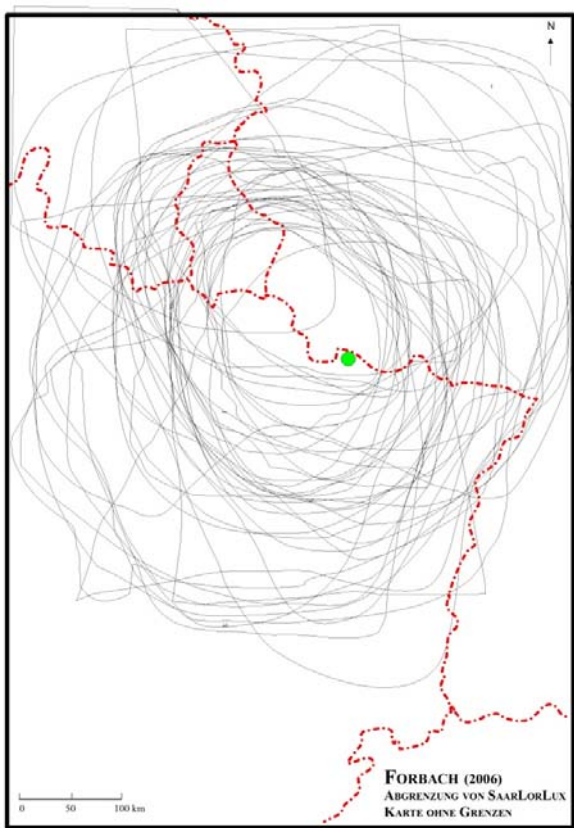 N
0 50 100 km
FORBACH (2006)
ABGRENZUNG VON SAARLORLUX
KARTE OHNE GRENZEN